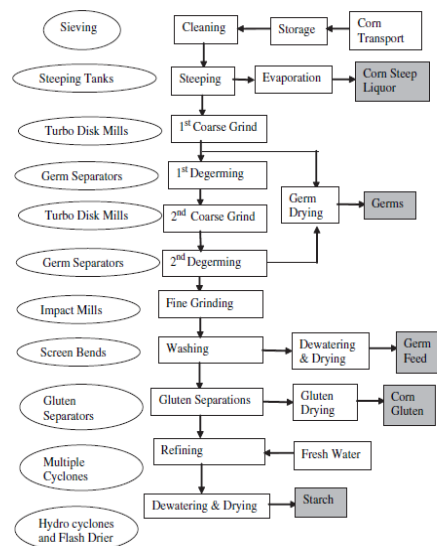 Sieving
Cleaning
Storage
Corn
Transport
Steeping Tanks
Steeping
Evaporation
Corn Steep
Liquor
Turbo Disk Mills
1st Coarse Grind
Germ Separators
1st Degerming
Germ
Drying
Germs
Turbo Disk Mills
2nd Coarse Grind
Germ Separators
2nd Degerming
Impact Mills
Fine Grinding
Screen Bends
Washing
Dewatering
& Drying
Germ
Feed
Gluten
Separators
Gluten Separations
Gluten
Drying
Corn
Gluten
Multiple
Cyclones
Refining
Fresh Water
Hydro cyclones
and Flash Drier
Dewatering & Drying
Starch